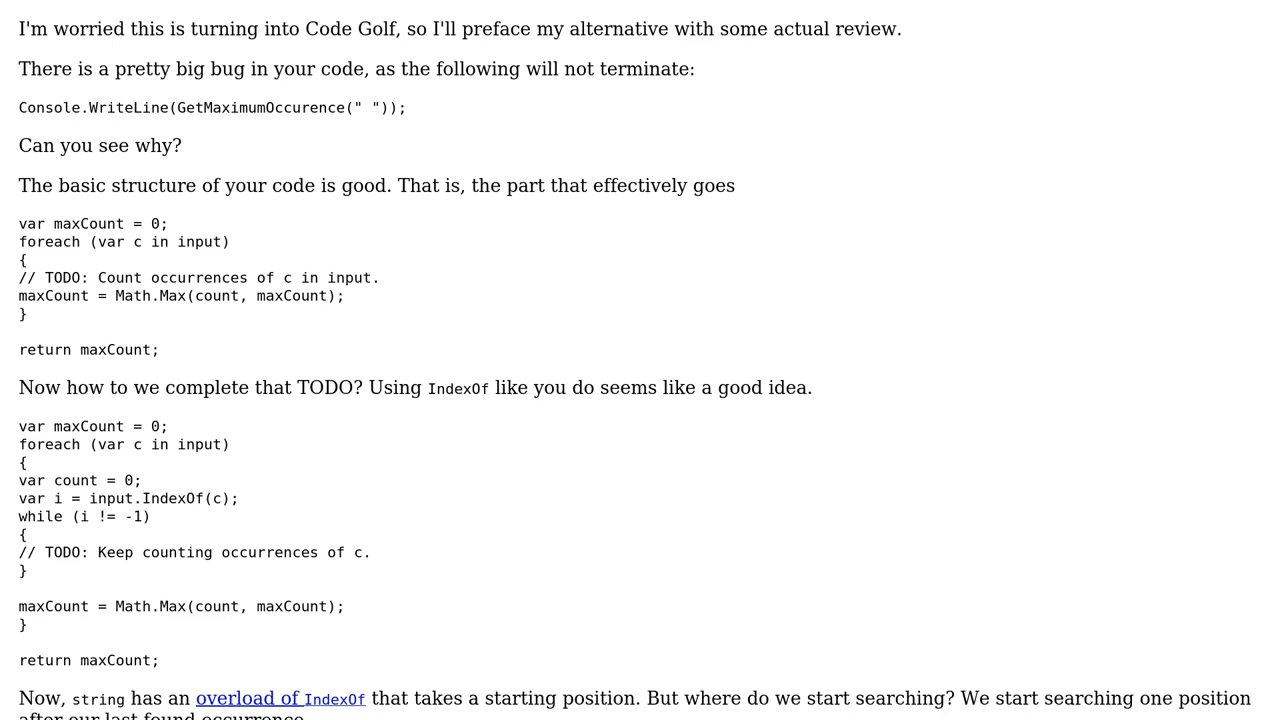 I'm worried this is turning into Code Golf, so I'll preface my alternative with some actual review.
There is a pretty big bug in your code, as the following will not terminate:
Console.WriteLine(GetMaximumOccurence(" "));
Can you see why?
The basic structure of your code is good. That is, the part that effectively goes
var maxCount = 0;
foreach (var c in input)
{
// TODO: Count occurrences of c in input.
maxCount = Math.Max(count, maxCount);
}
return maxCount;
Now how to we complete that TODO? Using IndexOf like you do seems like a good idea.
var maxCount = 0;
foreach (var c in input)
{
var count = 0;
var i = input.IndexOf(c);
while (i != -1)
{
// TODO: Keep counting occurrences of c.
}
maxCount = Math.Max(count, maxCount);
}
return maxCount;
Now, string has an overload of IndexOf that takes a starting position. But where do we start searching? We start searching one position
after our last found occurrence.